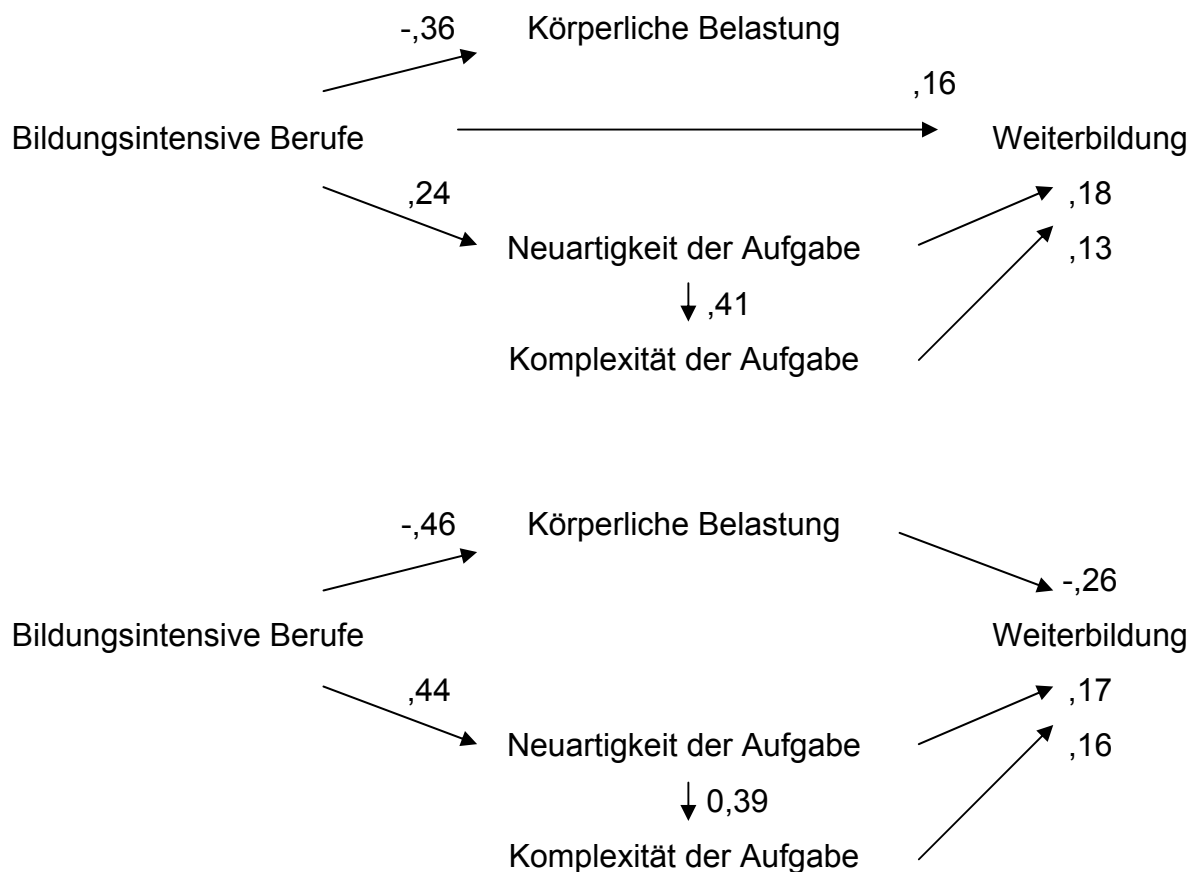 -,36 Körperliche Belastung
,16
Bildungsintensive Berufe Weiterbildung
,24 ,18
Neuartigkeit der Aufgabe ,13
,41
Komplexität der Aufgabe
-,46 Körperliche Belastung
-,26
Bildungsintensive Berufe Weiterbildung
,44 ,17
Neuartigkeit der Aufgabe ,16
0,39
Komplexität der Aufgabe